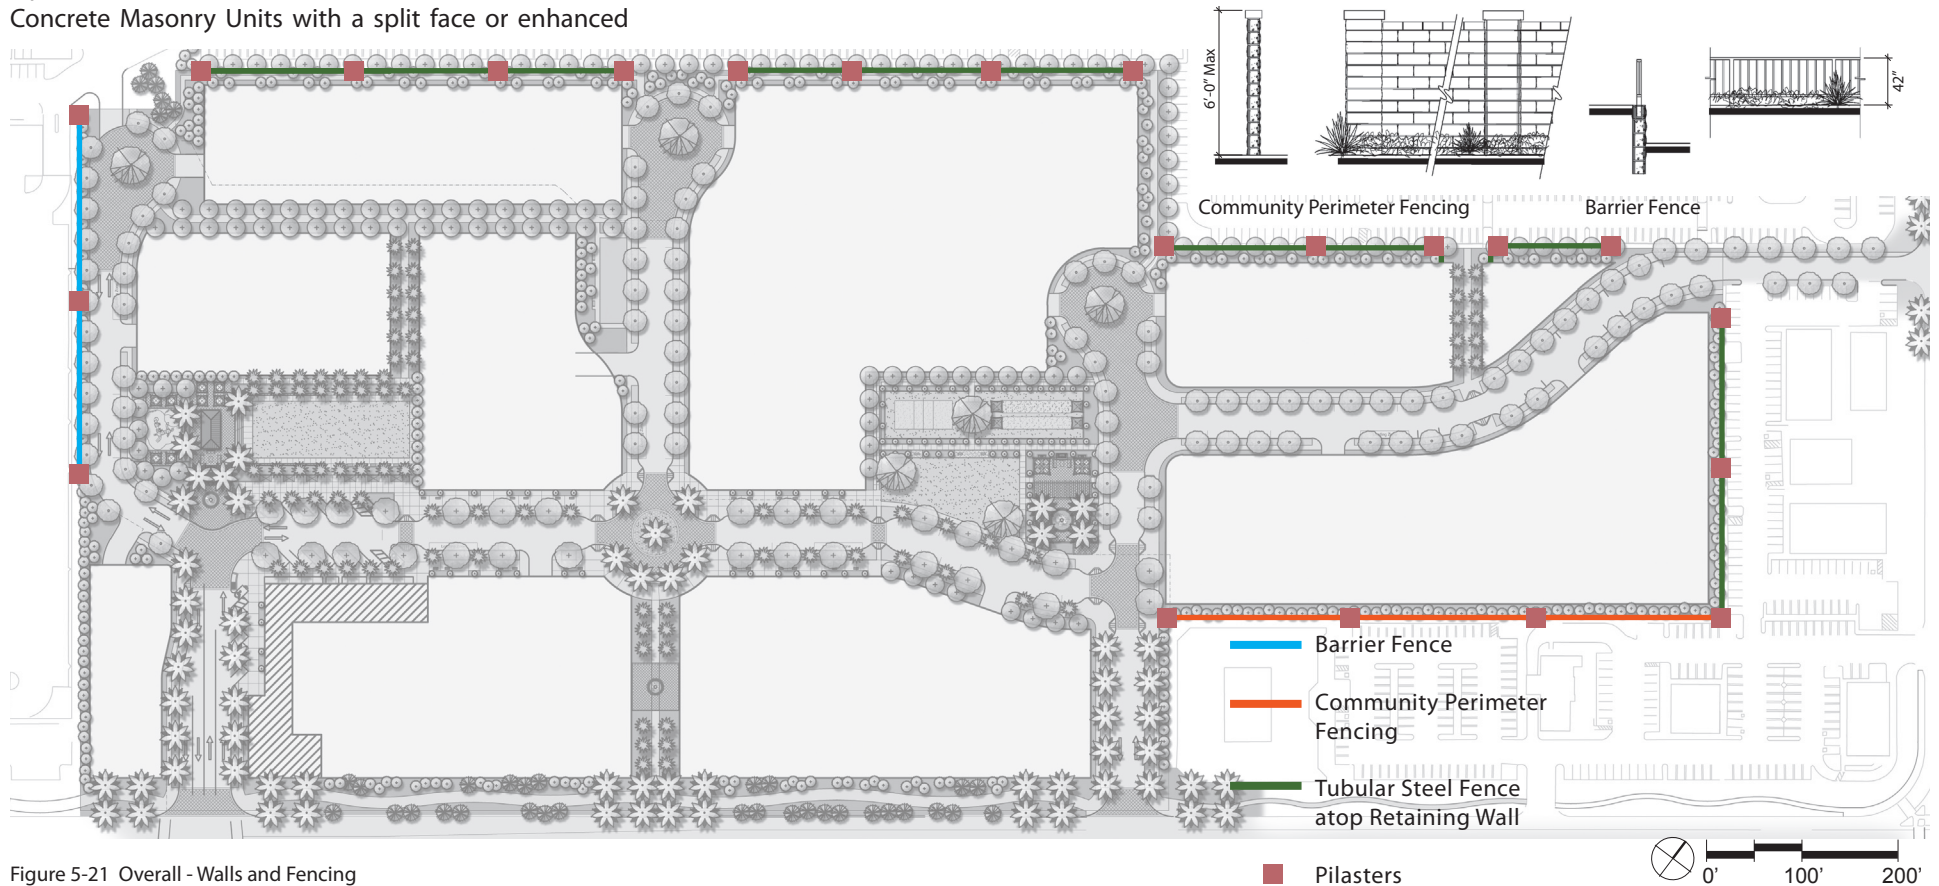 Concrete Masonry Units with a split face or enhanced
6'-0" Max
42"
Community Perimeter Fencing
Barrier Fence
Barrier Fence
Community Perimeter
Fencing
Tubular Steel Fence
atop Retaining Wall
Pilasters
0' 100' 200'
Figure 5-21 Overall - Walls and Fencing